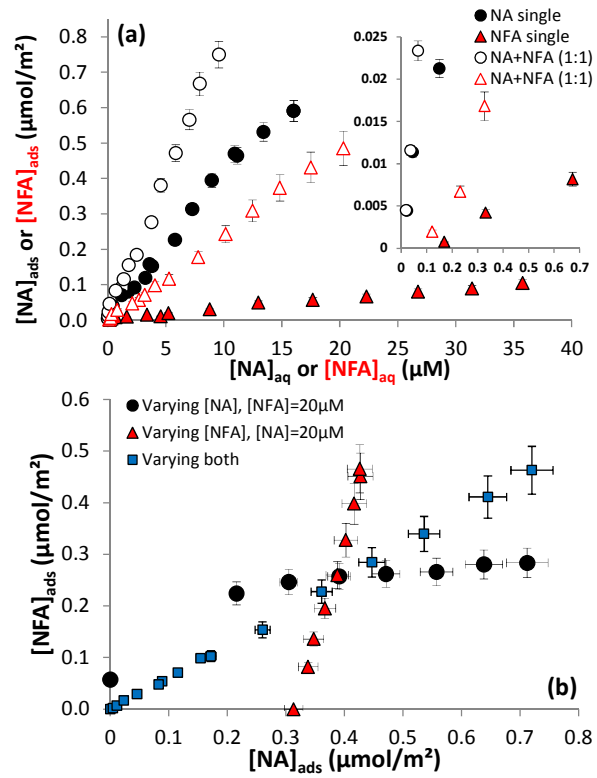 (a)
NA single
NFA single
NA+NFA (1:1)
NA+NFA (1:1)
0.8
0.7
0.6
0.5
0.4
0.3
0.2
0.1
0.0
[NA]ads or [NFA]ads (μmol/m²)
0.025
0.02
0.015
0.01
0.005
0
0 0.1 0.2 0.3 0.4 0.5 0.6 0.7
0 5 10 15 20 25 30 35 40
[NA]aq or [NFA]aq (μM)
Varying [NA], [NFA]=20μM
Varying [NFA], [NA]=20μM
Varying both
0.6
0.5
0.4
0.3
0.2
0.1
0.0
[NFA]ads (μmol/m²)
(b)
0 0.1 0.2 0.3 0.4 0.5 0.6 0.7 0.8
[NA]ads (μmol/m²)